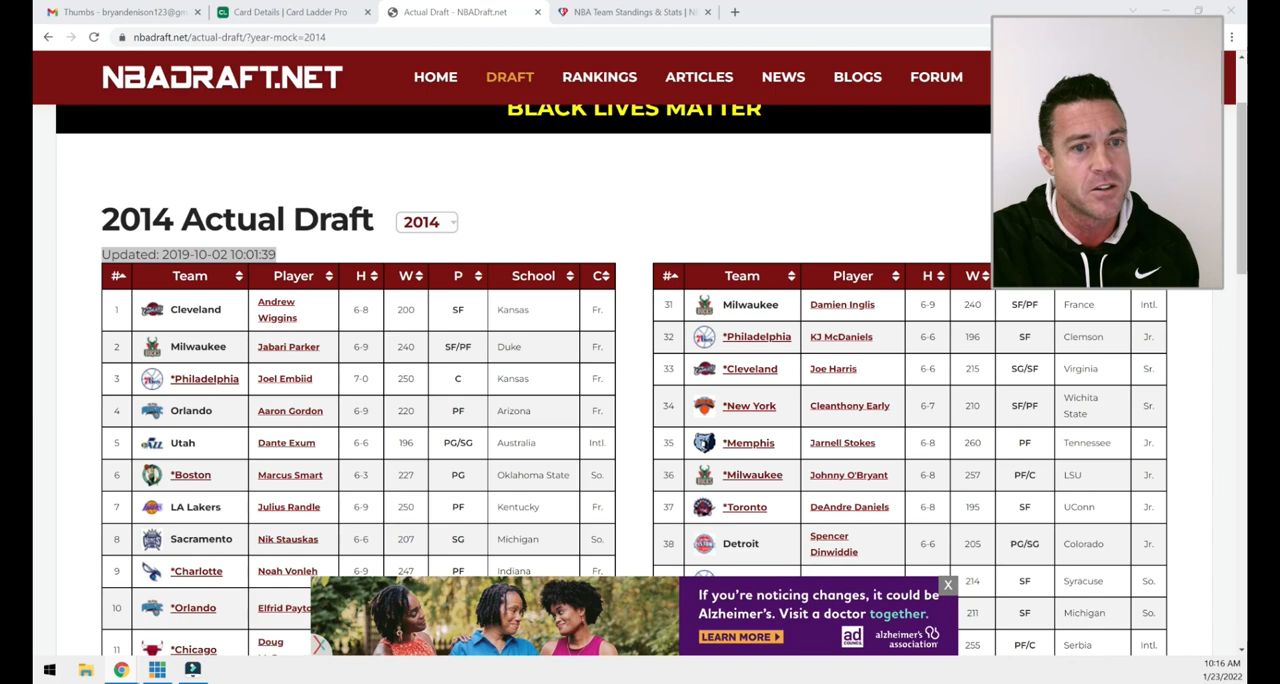 Thumbs - bryandenison123@gm
Card Details | Card Ladder Pro
Actual Draft - NBADraft.net
NBA Team Standings & Stats | N
nbadraft.net/actual-draft/?year-mock=2014
NBADRAFT.NET
HOME DRAFT RANKINGS ARTICLES NEWS BLOGS FORUM
BLACK LIVES MATTER
2014 Actual Draft 2014
Updated: 2019-10-02 10:01:39
# Team Player H W P School C
1 Cleveland Andrew Wiggins 6-8 200 SF Kansas Fr.
2 Milwaukee Jabari Parker 6-9 240 SF/PF Duke Fr.
3 *Philadelphia Joel Embiid 7-0 250 C Kansas Fr.
4 Orlando Aaron Gordon 6-9 220 PF Arizona Fr.
5 Utah Dante Exum 6-6 196 PG/SG Australia Intl.
6 *Boston Marcus Smart 6-3 227 PG Oklahoma State So.
7 LA Lakers Julius Randle 6-9 250 PF Kentucky Fr.
8 Sacramento Nik Stauskas 6-6 207 SG Michigan So.
9 *Charlotte Noah Vonleh 6-9 247 PF Indiana Fr.
10 *Orlando Elfrid Payto
11 *Chicago Doug
# Team Player H W
31 Milwaukee Damien Inglis 6-9 240 SF/PF France Intl.
32 *Philadelphia KJ McDaniels 6-6 196 SF Clemson Jr.
33 *Cleveland Joe Harris 6-6 215 SG/SF Virginia Sr.
34 *New York Cleanthony Early 6-7 210 SF/PF Wichita State Sr.
35 *Memphis Jarnell Stokes 6-8 260 PF Tennessee Jr.
36 *Milwaukee Johnny O'Bryant 6-8 257 PF/C LSU Jr.
37 *Toronto DeAndre Daniels 6-8 195 SF UConn Jr.
38 Detroit Spencer Dinwiddie 6-6 205 PG/SG Colorado Jr.
214 SF Syracuse So.
211 SF Michigan So.
255 PF/C Serbia Intl.
If you're noticing changes, it could be
Alzheimer's. Visit a doctor together.
LEARN MORE
ad COUNCIL
alzheimer's association
X
10:16 AM
1/23/2022